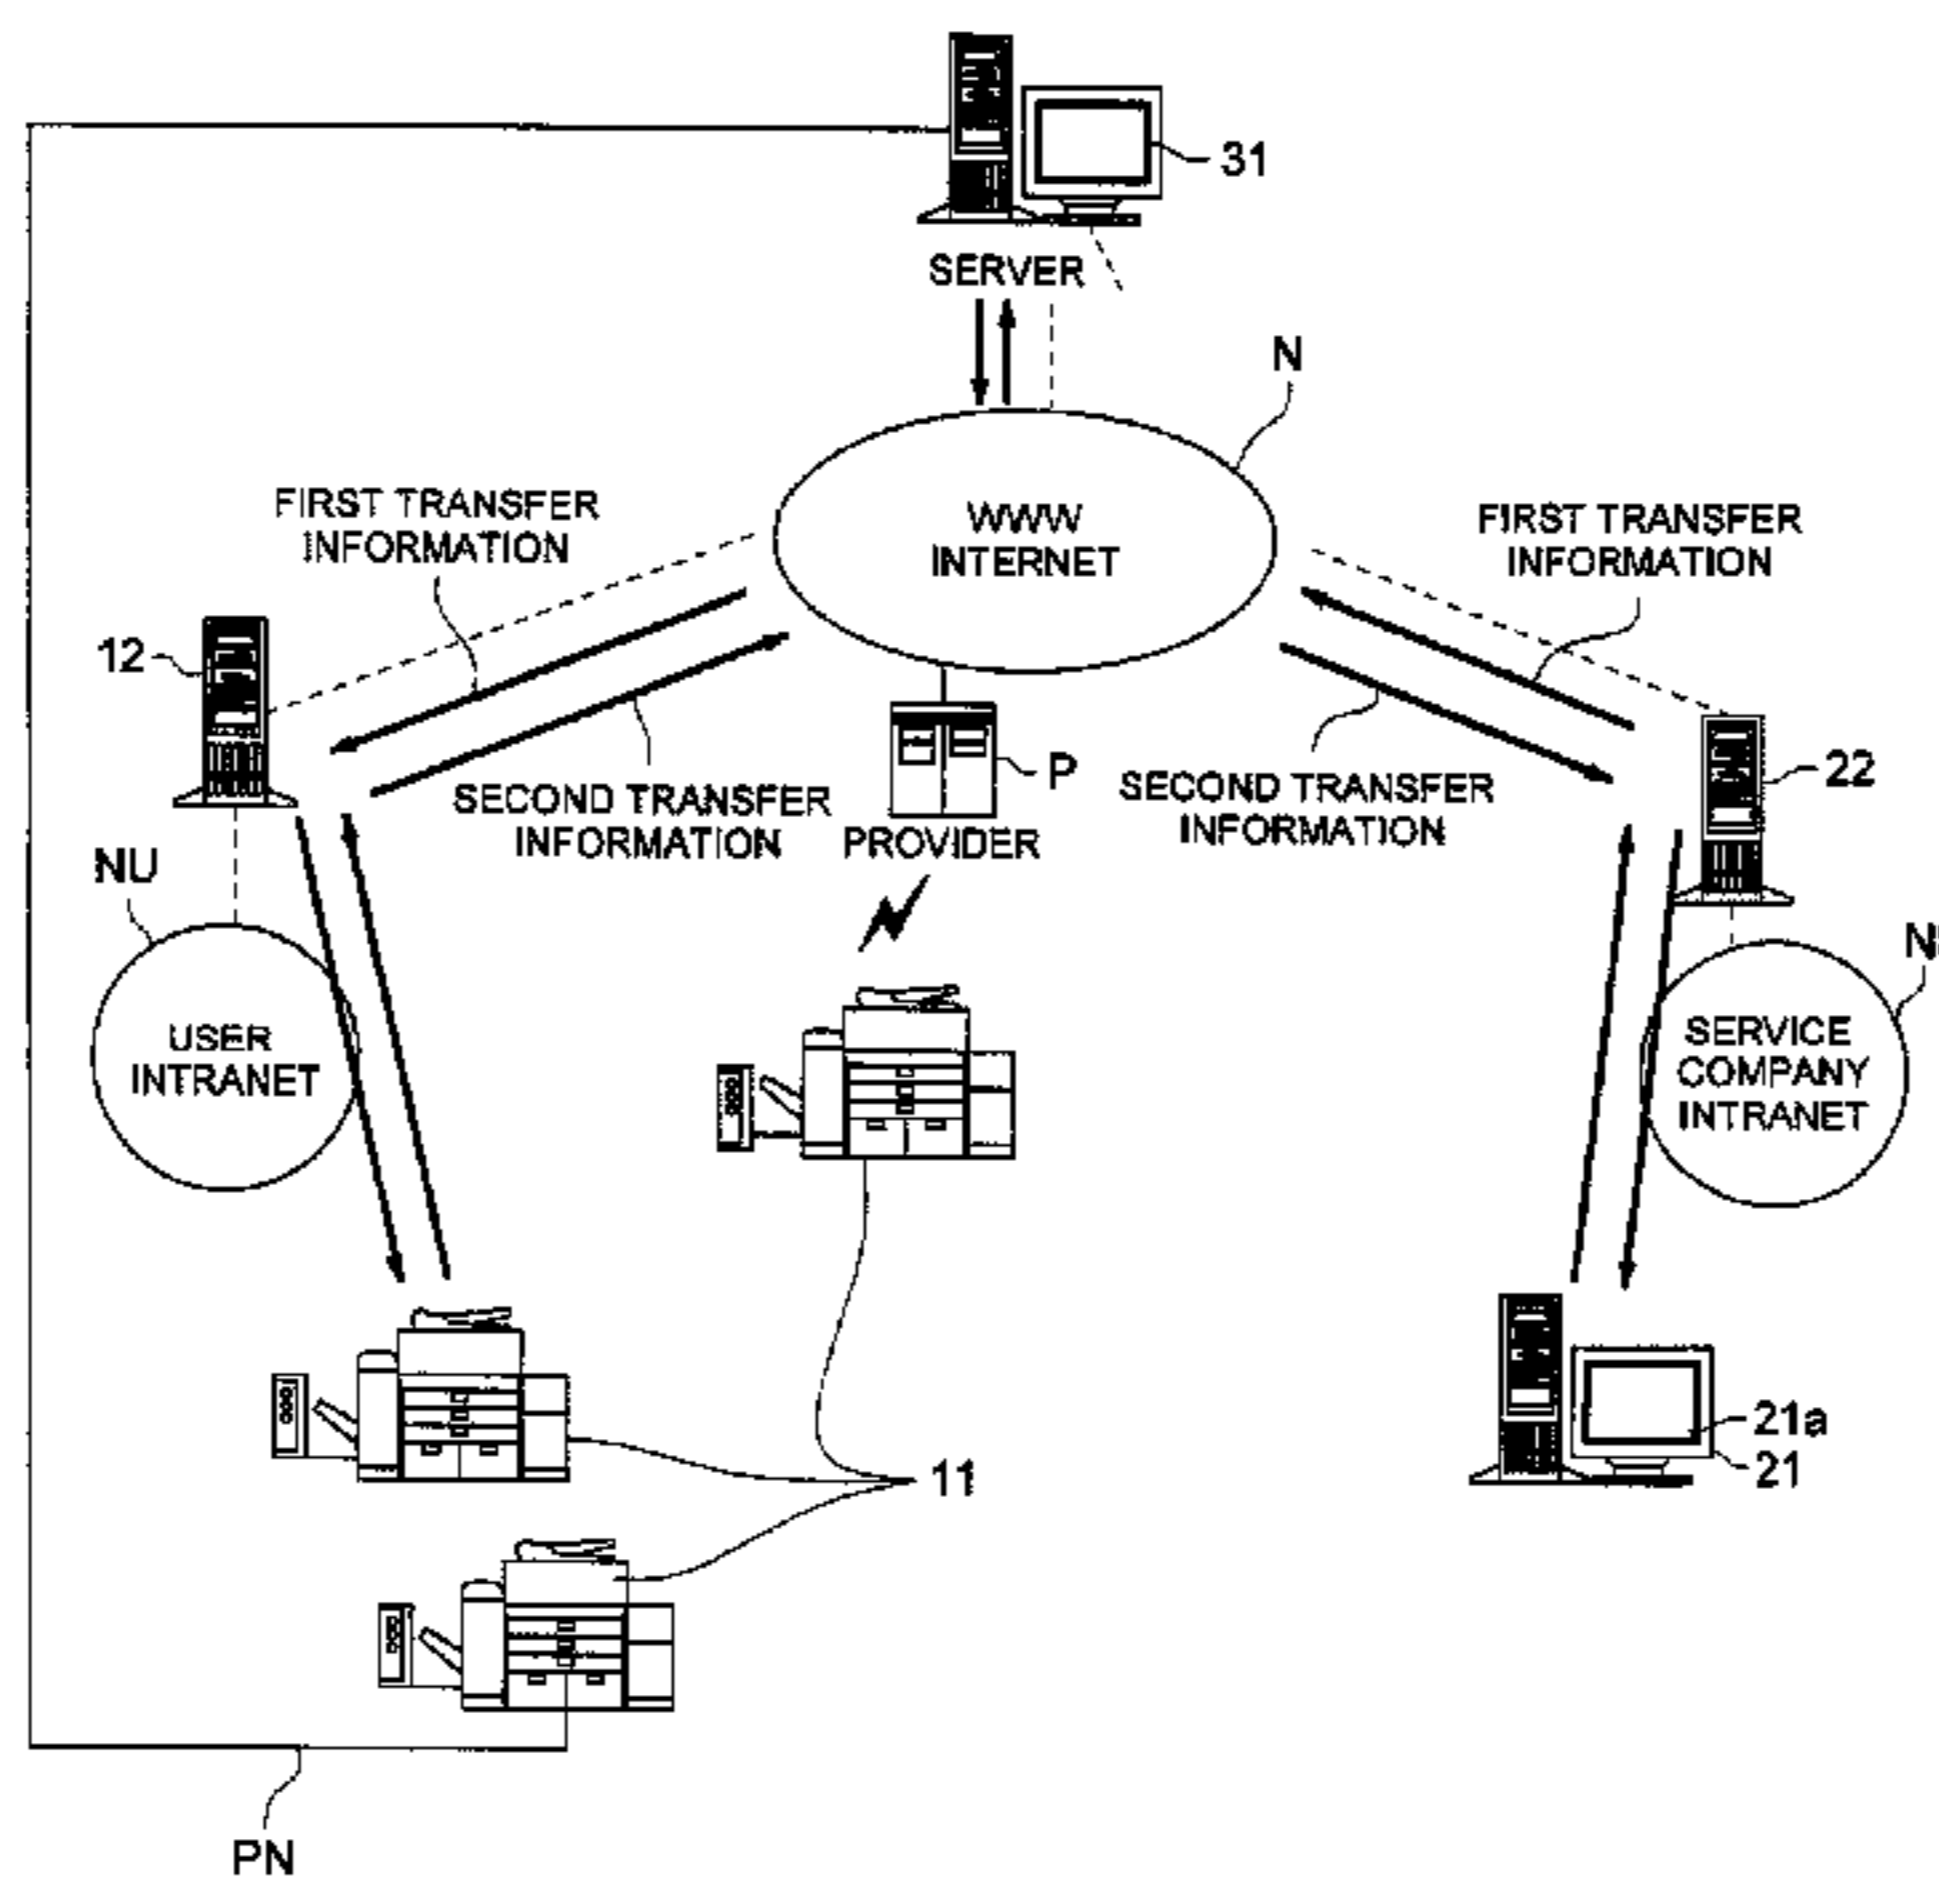 31
SERVER
N
WWW
INTERNET
FIRST TRANSFER
INFORMATION
FIRST TRANSFER
INFORMATION
12
22
P
SECOND TRANSFER
INFORMATION
PROVIDER
SECOND TRANSFER
INFORMATION
NU
USER
INTRANET
SERVICE
COMPANY
INTRANET
21a
21
11
PN